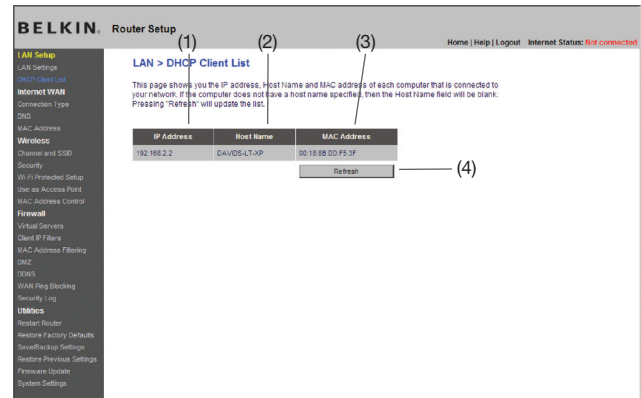 BELKIN. Router Setup
Home | Help | Logout Internet Status: Not connected
(1) (2) (3)
LAN Setup
LAN Settings
DHCP Client List
Internet WAN
Connection Type
DNS
MAC Address
Wireless
Channel and SSID
Security
Wi-Fi Protected Setup
Use as Access Point
MAC Address Control
Firewall
Virtual Servers
Client IP Filters
MAC Address Filtering
DMZ
DDNS
WAN Ping Blocking
Security Log
Utilities
Restart Router
Restore Factory Defaults
Save/Backup Settings
Restore Previous Settings
Firmware Update
System Settings
LAN > DHCP Client List
This page shows you the IP address, Host Name and MAC address of each computer that is connected to
your network. If the computer does not have a host name specified, then the Host Name field will be blank.
Pressing "Refresh" will update the list.
IP Address Host Name MAC Address
192.168.2.2 DAVIDS-LT-XP
Refresh (4)